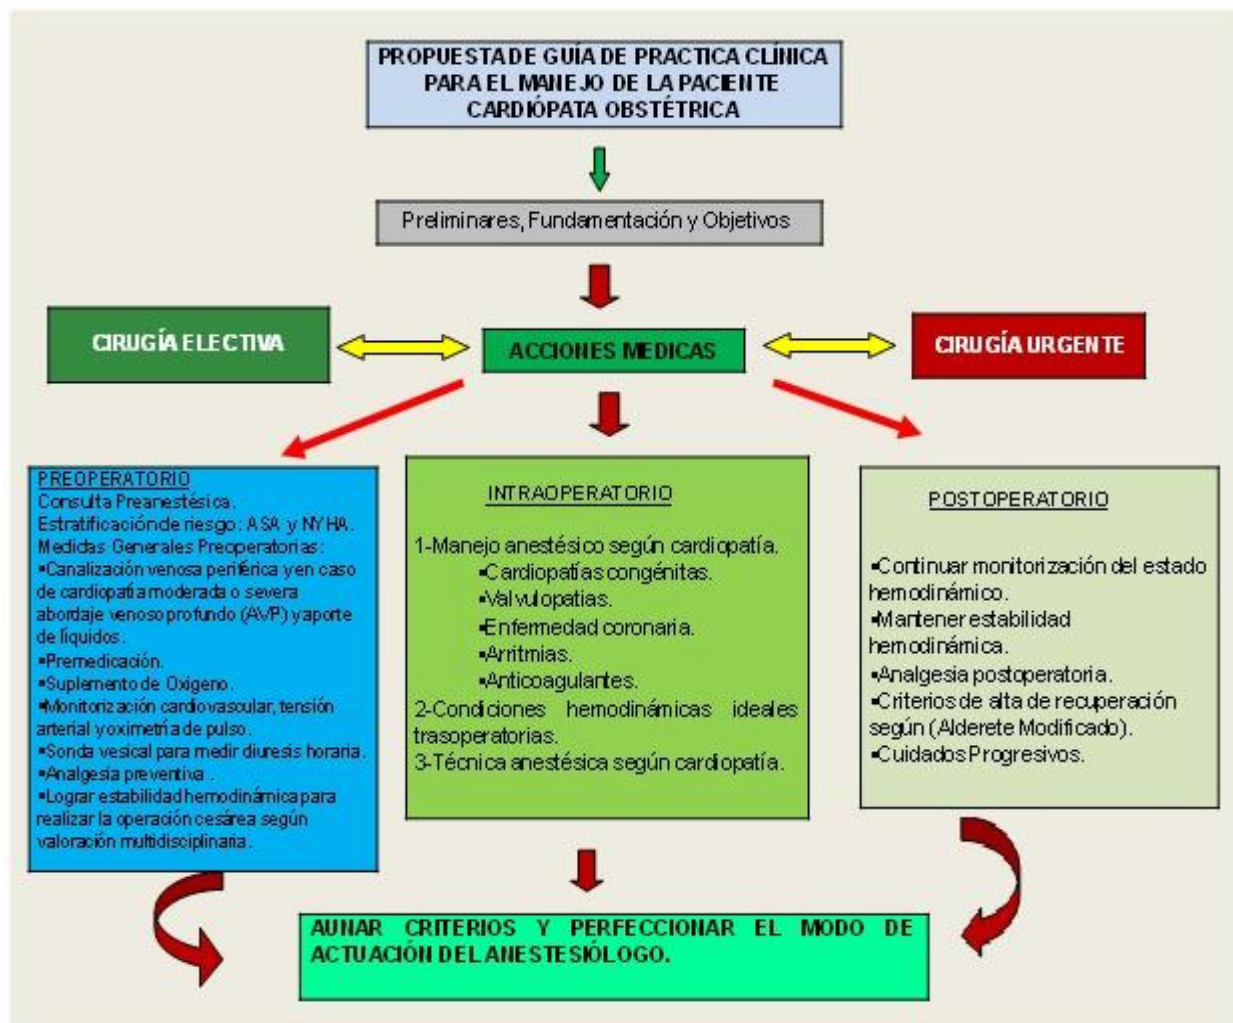 PROPUESTA DE GUÍA DE PRACTICA CLÍNICA
PARA EL MANEJO DE LA PACIENTE
CARDIÓPATA OBSTÉTRICA
Preliminares, Fundamentación y Objetivos
CIRUGÍA ELECTIVA
ACCIONES MEDICAS
CIRUGÍA URGENTE
PREOPERATORIO
Consulta Preanestésica.
Estratificación de riesgo: ASA y NYHA.
Medidas Generales Preoperatorias:
▪Canalización venosa periférica y en caso
de cardiopatía moderada o severa
abordaje venoso profundo (AVP) y aporte
de líquidos.
▪Premedicación.
▪Suplemento de Oxigeno.
▪Monitorización cardiovascular, tensión
arterial y oximetría de pulso.
▪Sonda vesical para medir diuresis horaria.
▪Analgesia preventiva .
▪Lograr estabilidad hemodinámica para
realizar la operación cesárea según
valoración multidisciplinaria.
INTRAOPERATORIO
1-Manejo anestésico según cardiopatía.
▪Cardiopatías congénitas.
▪Valvulopatias.
▪Enfermedad coronaria.
▪Arritmias.
▪Anticoagulantes.
2-Condiciones hemodinámicas ideales
trasoperatorias.
3-Técnica anestésica según cardiopatía.
POSTOPERATORIO
▪Continuar monitorización del estado
hemodinámico.
▪Mantener estabilidad
hemodinámica.
▪Analgesia postoperatoria.
▪Criterios de alta de recuperación
según (Alderete Modificado).
▪Cuidados Progresivos.
AUNAR CRITERIOS Y PERFECCIONAR EL MODO DE
ACTUACIÓN DEL ANESTESIÓLOGO.